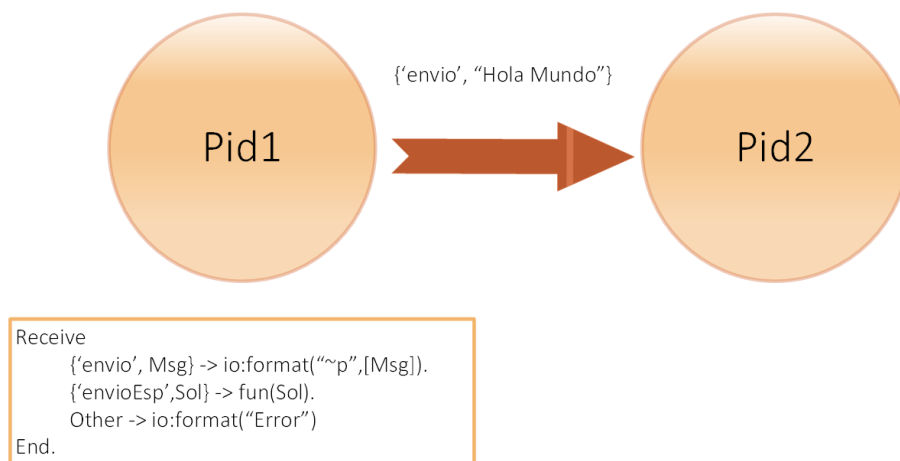 {‘envio’, “Hola Mundo”}
Pid1
Pid2
Receive
{‘envio’, Msg} -> io:format(“~p”,[Msg]).
{‘envioEsp’,Sol} -> fun(Sol).
Other -> io:format(“Error”)
End.